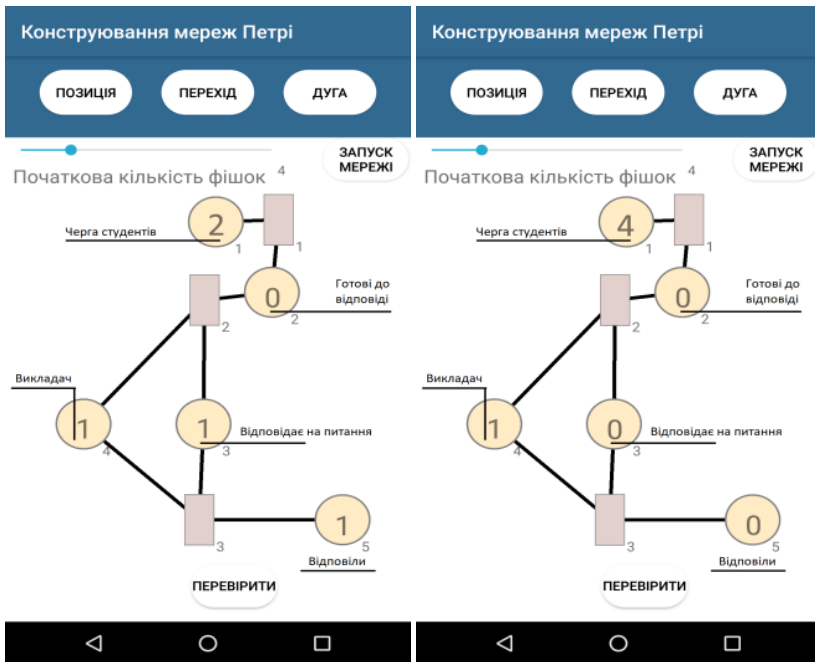 Конструювання мереж Петрі
ПОЗИЦІЯ ПЕРЕХІД ДУГА
ЗАПУСК
МЕРЕЖІ
Початкова кількість фішок 4
2
1
1
Черга студентів
Готові до
відповіді
0
2
2
Викладач
1
4
1
3
Відповідає на питання
3
1
5
Відповіли
ПЕРЕВІРИТИ
Конструювання мереж Петрі
ПОЗИЦІЯ ПЕРЕХІД ДУГА
ЗАПУСК
МЕРЕЖІ
Початкова кількість фішок 4
4
1
1
Черга студентів
Готові до
відповіді
0
2
2
Викладач
1
4
0
3
Відповідає на питання
3
0
5
Відповіли
ПЕРЕВІРИТИ